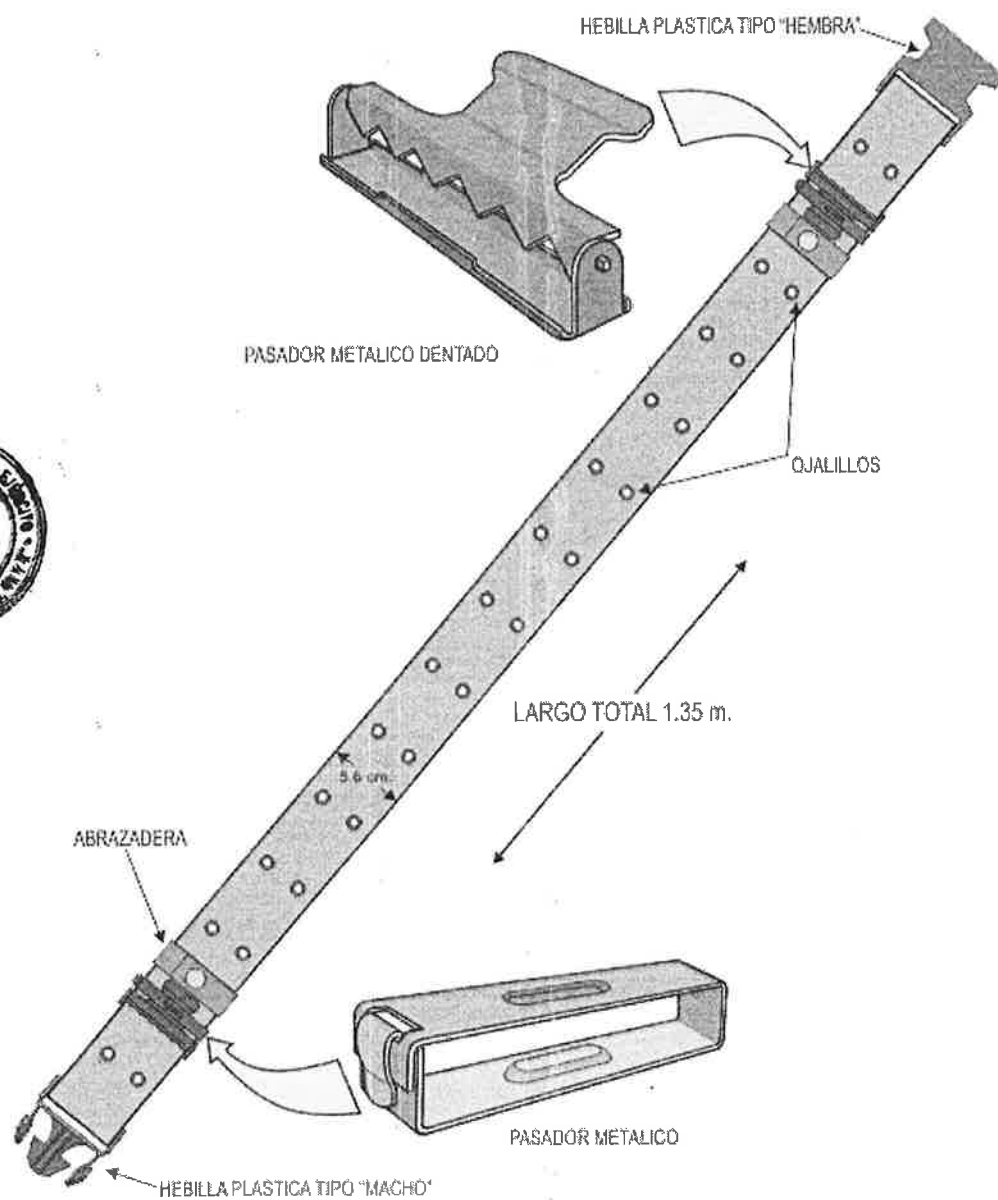 HEBILLA PLASTICA TIPO "HEMBRA"
PASADOR METALICO DENTADO
OJALILLOS
EJÉRCITO
LARGO TOTAL 1.35 m.
5.6 cm.
ABRAZADERA
PASADOR METALICO
HEBILLA PLASTICA TIPO "MACHO"